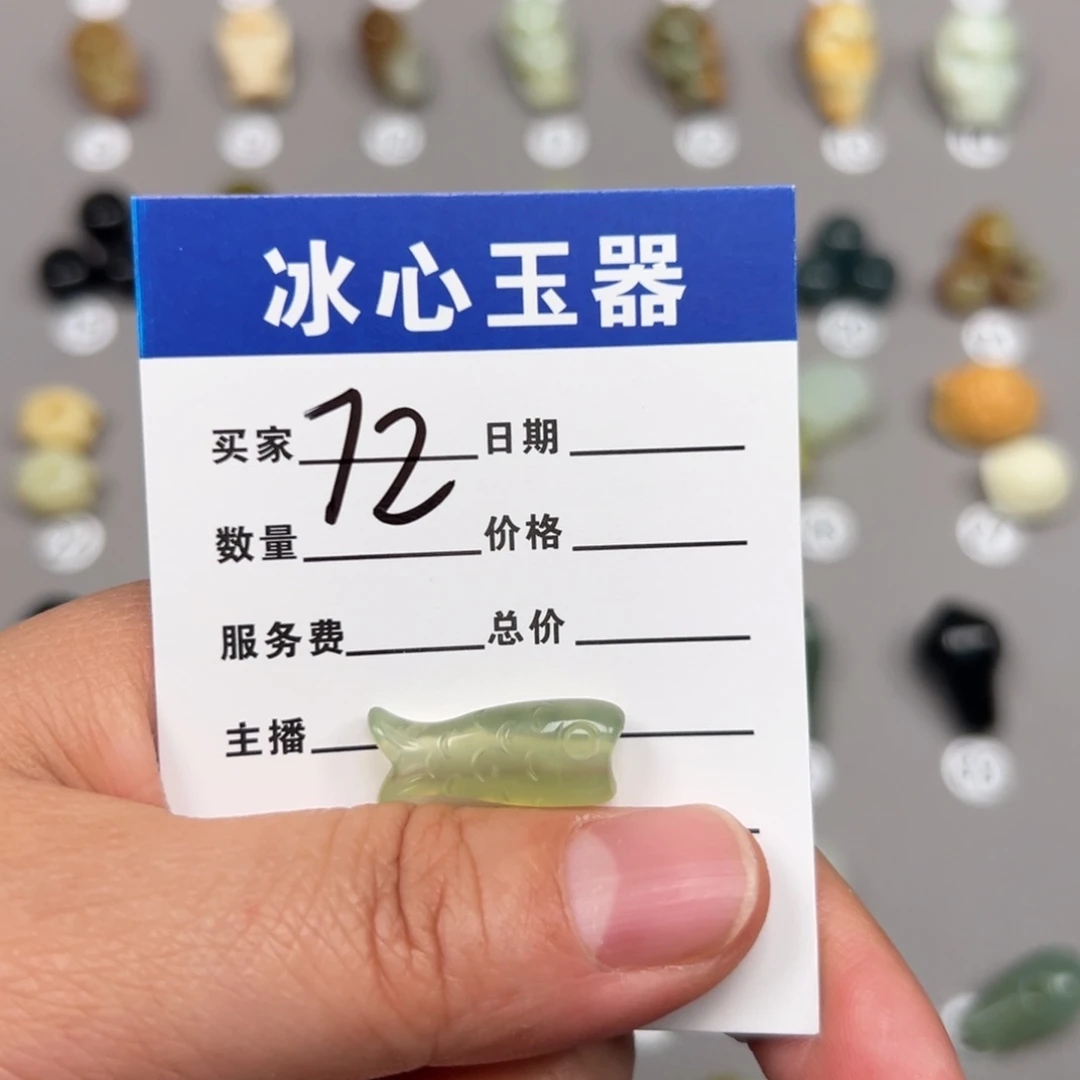 冰心玉器
买家 72 日期
数量 价格
服务费 总价
主播